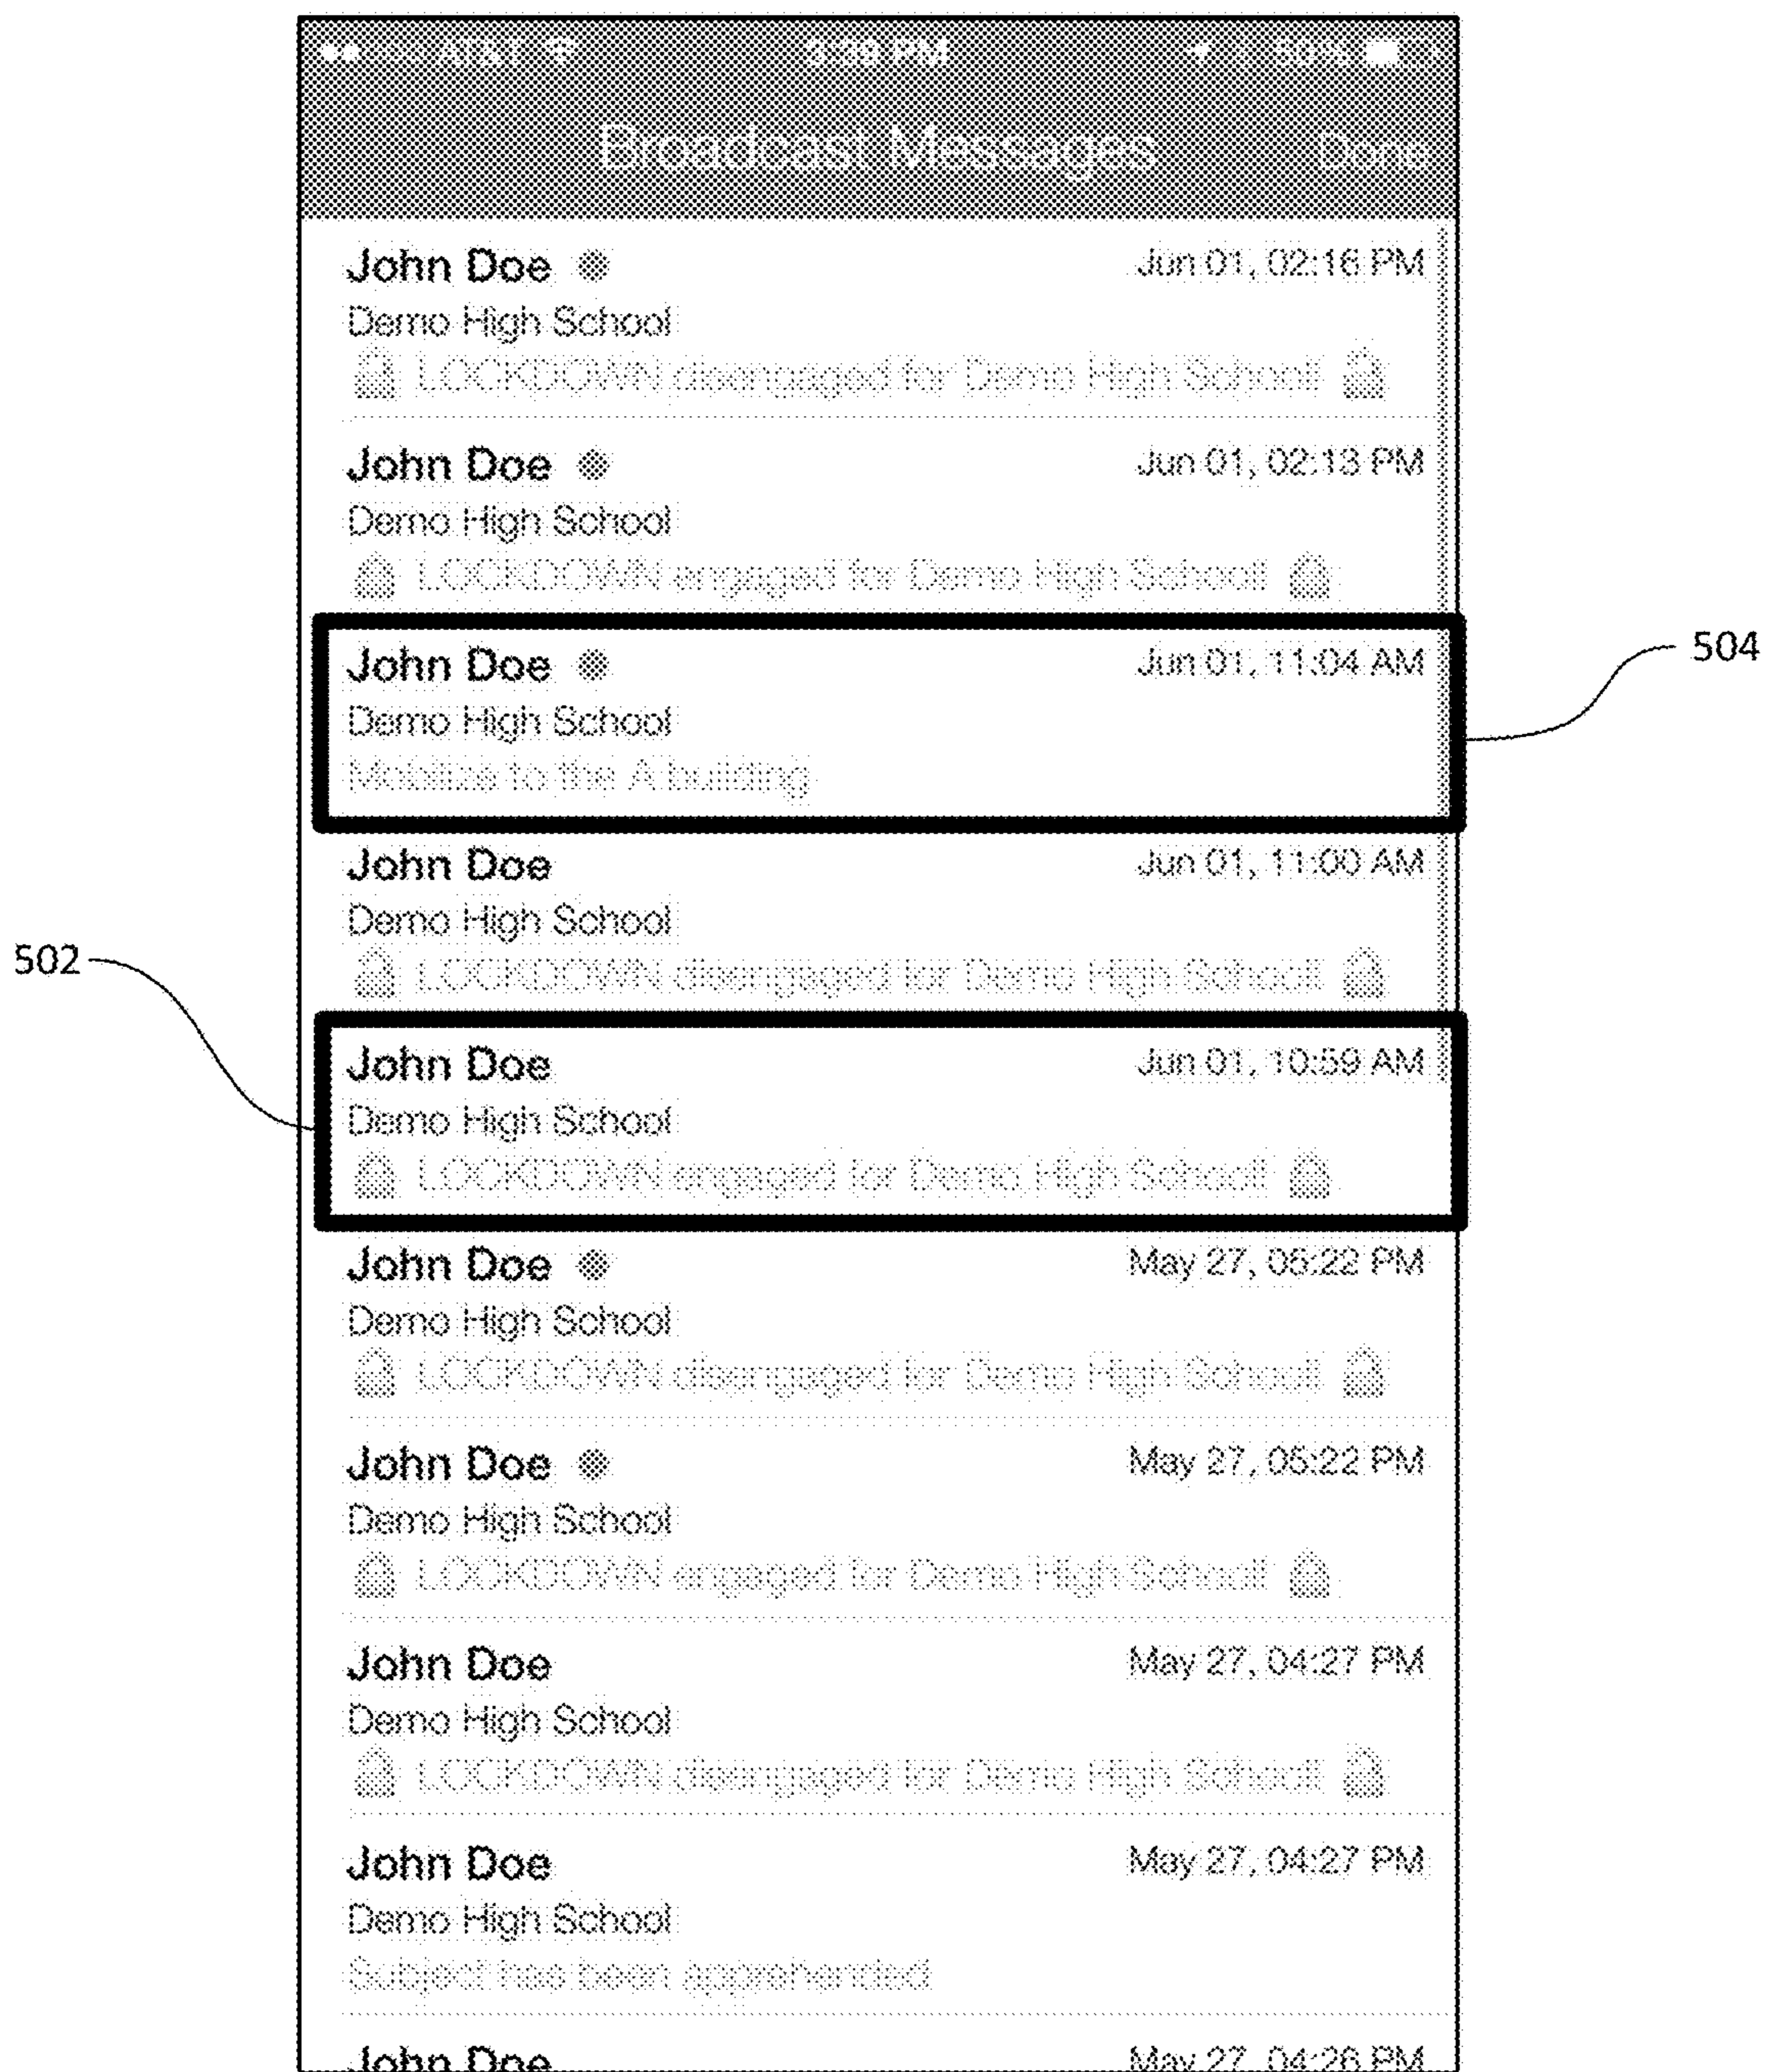 AT&T 3:39 PM 50%
Broadcast Messages Done
John Doe Jun 01, 02:16 PM
Demo High School
LOCKDOWN disengaged for Demo High School!
John Doe Jun 01, 02:13 PM
Demo High School
LOCKDOWN engaged for Demo High School!
John Doe Jun 01, 11:04 AM
504
Demo High School
Mobilize to the A building
John Doe Jun 01, 11:00 AM
Demo High School
502
LOCKDOWN disengaged for Demo High School!
John Doe Jun 01, 10:59 AM
Demo High School
LOCKDOWN engaged for Demo High School!
John Doe May 27, 05:22 PM
Demo High School
LOCKDOWN disengaged for Demo High School!
John Doe May 27, 05:22 PM
Demo High School
LOCKDOWN engaged for Demo High School!
John Doe May 27, 04:27 PM
Demo High School
LOCKDOWN disengaged for Demo High School!
John Doe May 27, 04:27 PM
Demo High School
Subject has been apprehended
John Doe May 27, 04:26 PM